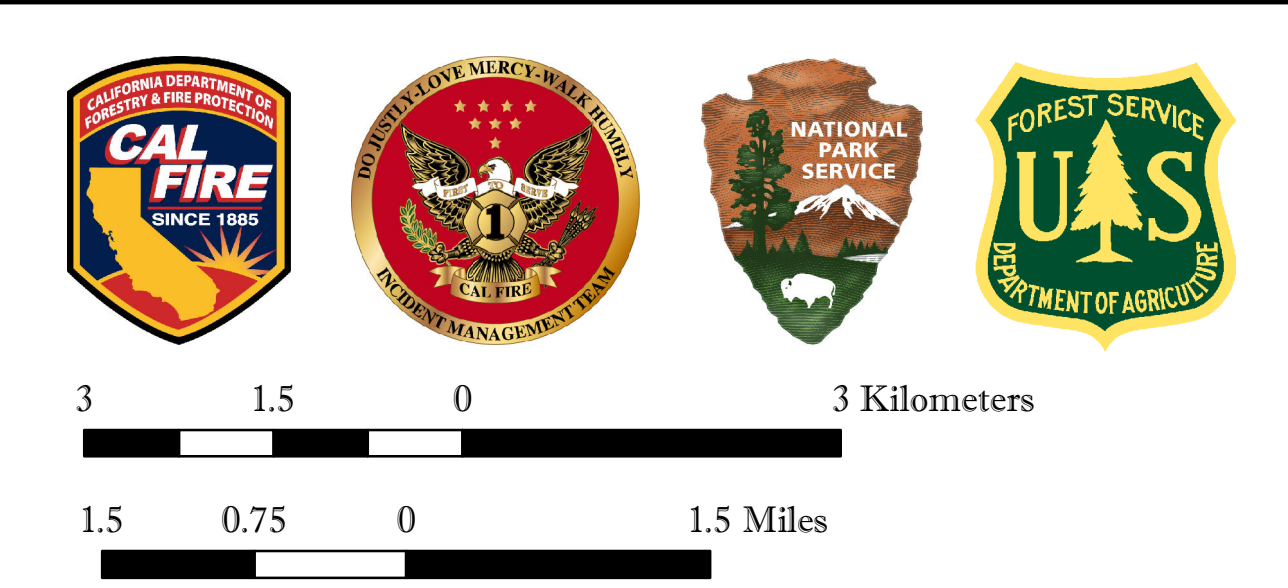 CALIFORNIA DEPARTMENT OF
FORESTRY & FIRE PROTECTION
CAL
FIRE
SINCE 1885
DO JUSTLY-LOVE MERCY-WALK HUMBLY
FIRST TO SERVE
1
CAL FIRE
INCIDENT MANAGEMENT TEAM
NATIONAL
PARK
SERVICE
FOREST SERVICE
U S
DEPARTMENT OF AGRICULTURE
3 1.5 0 3 Kilometers
1.5 0.75 0 1.5 Miles